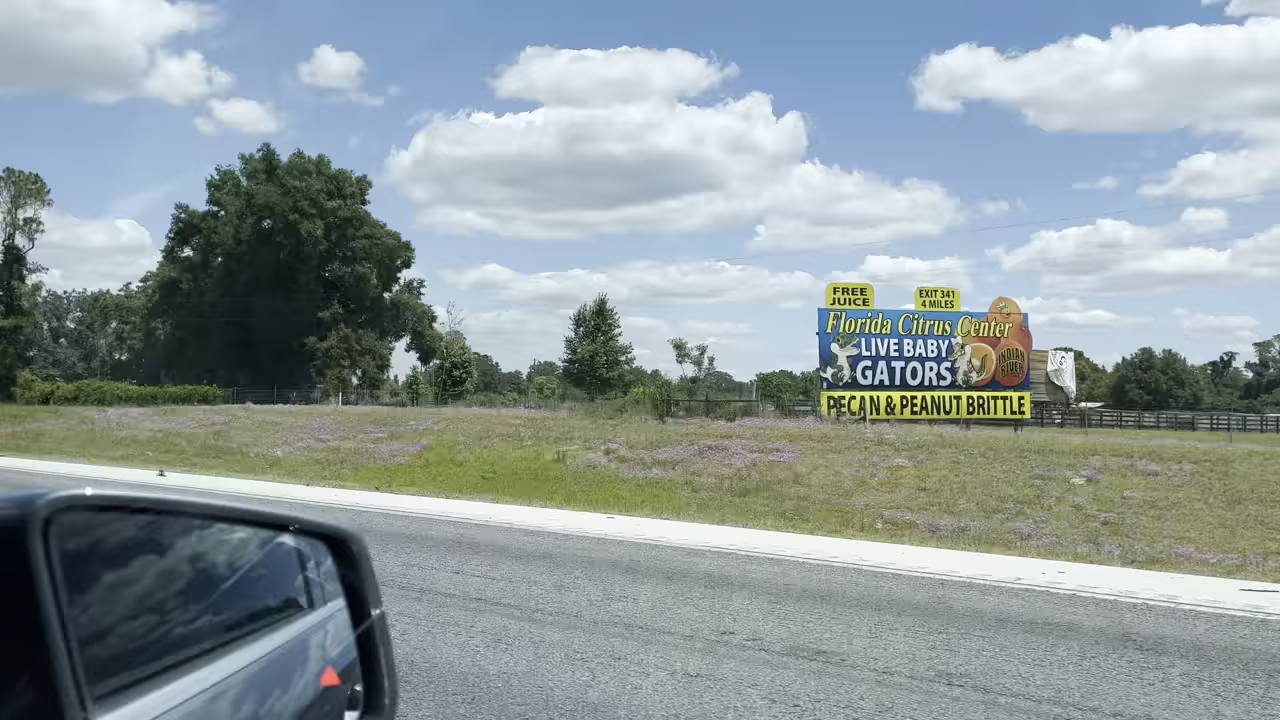 FREE
JUICE
EXIT 341
4 MILES
Florida Citrus Center
LIVE BABY
GATORS
INDIAN
RIVER
PECAN & PEANUT BRITTLE